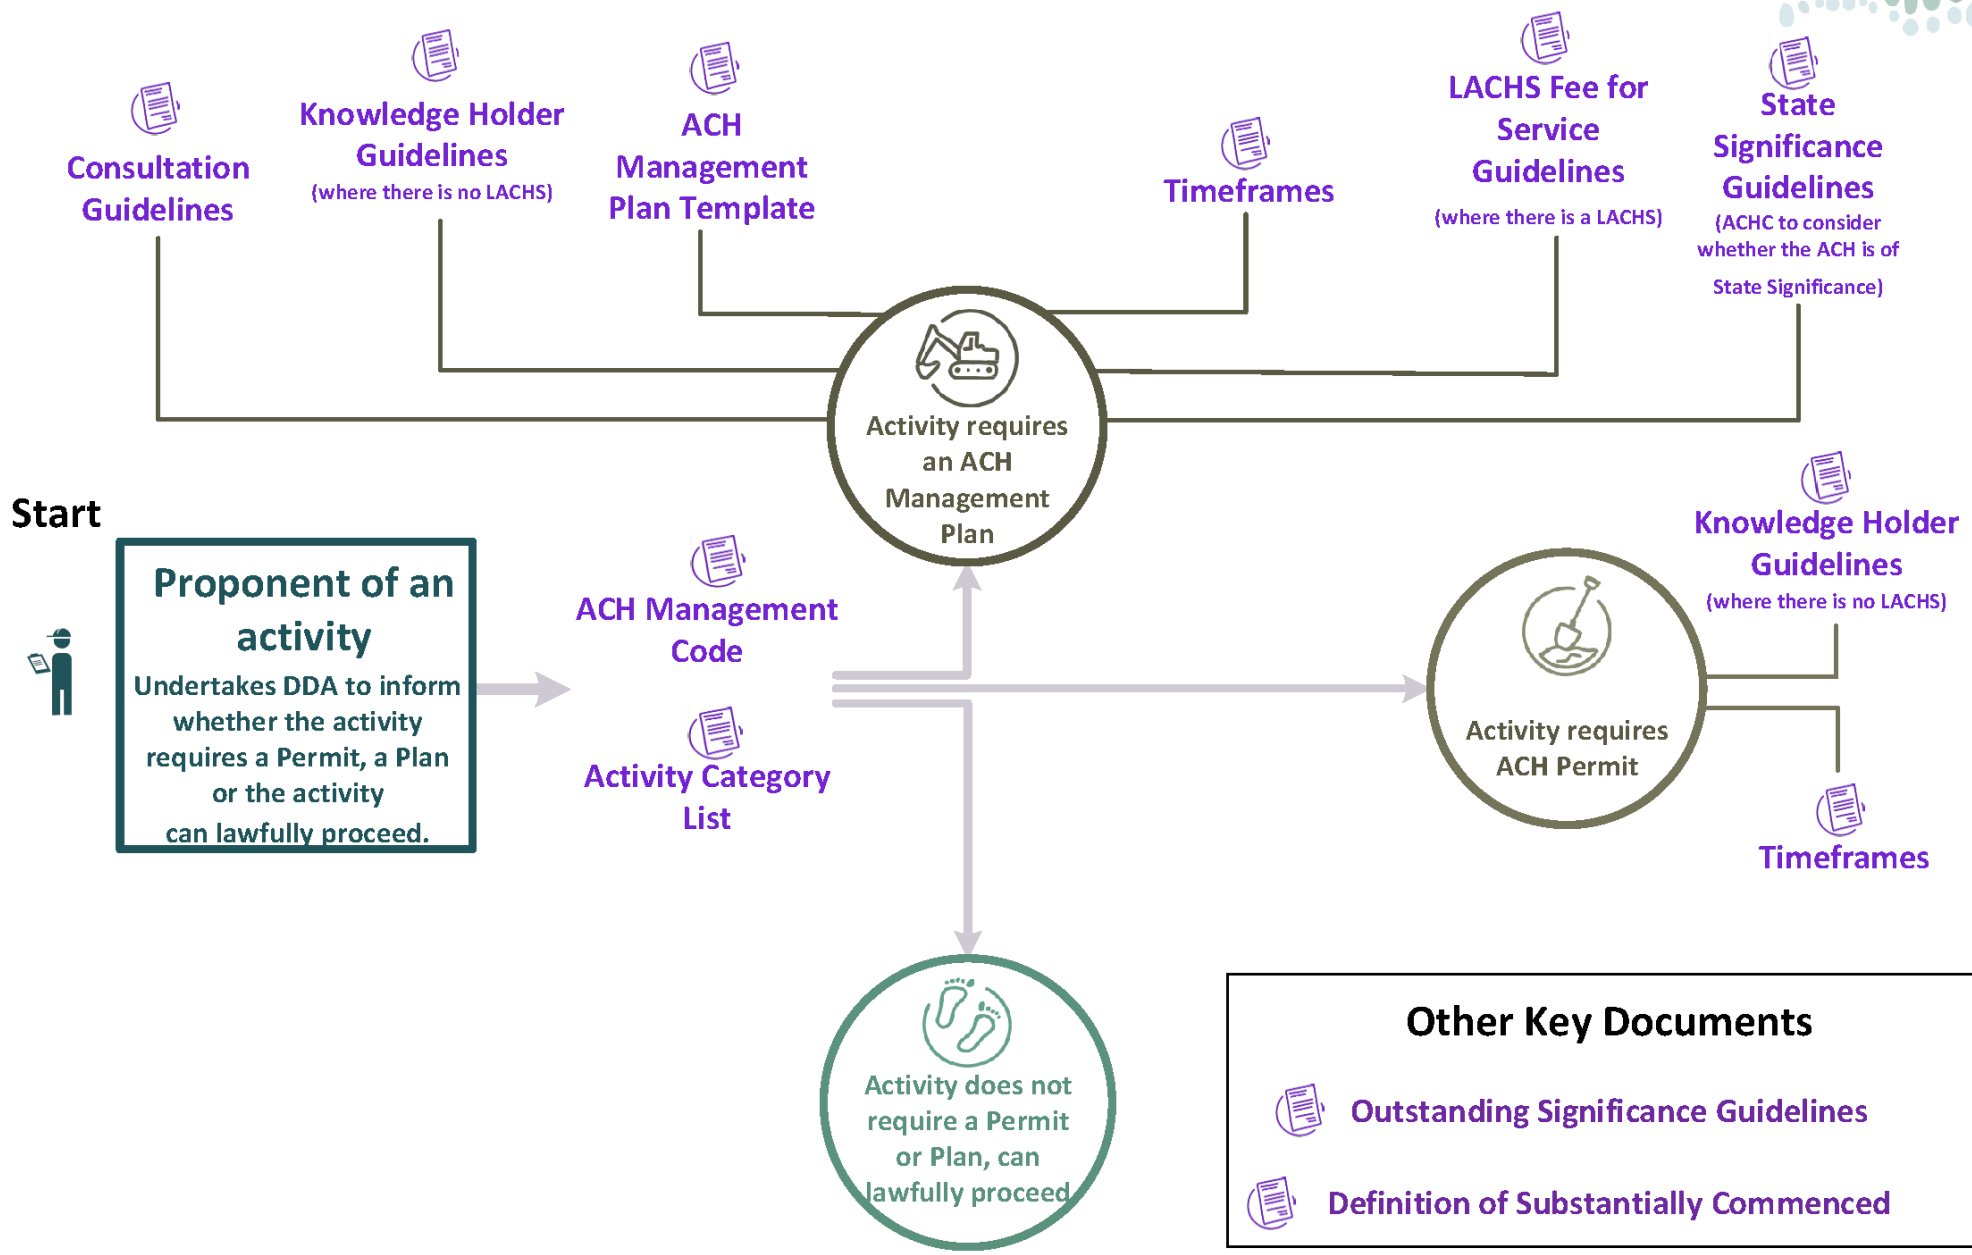 Consultation
Guidelines
Knowledge Holder
Guidelines
(where there is no LACHS)
ACH
Management
Plan Template
Timeframes
LACHS Fee for
Service
Guidelines
(where there is a LACHS)
State
Significance
Guidelines
(ACHC to consider
whether the ACH is of
State Significance)
Activity requires
an ACH
Management
Plan
Start
Proponent of an
activity
Undertakes DDA to inform
whether the activity
requires a Permit, a Plan
or the activity
can lawfully proceed.
ACH Management
Code
Activity Category
List
Activity requires
ACH Permit
Knowledge Holder
Guidelines
(where there is no LACHS)
Timeframes
Activity does not
require a Permit
or Plan, can
lawfully proceed
Other Key Documents
Outstanding Significance Guidelines
Definition of Substantially Commenced